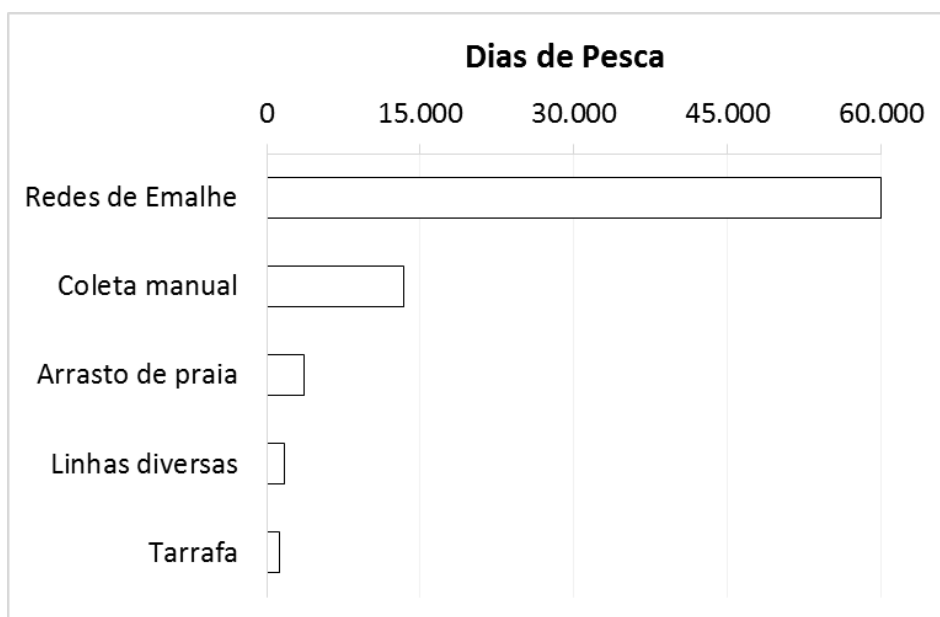 Dias de Pesca
0 15.000 30.000 45.000 60.000
Redes de Emalhe
Coleta manual
Arrasto de praia
Linhas diversas
Tarrafa